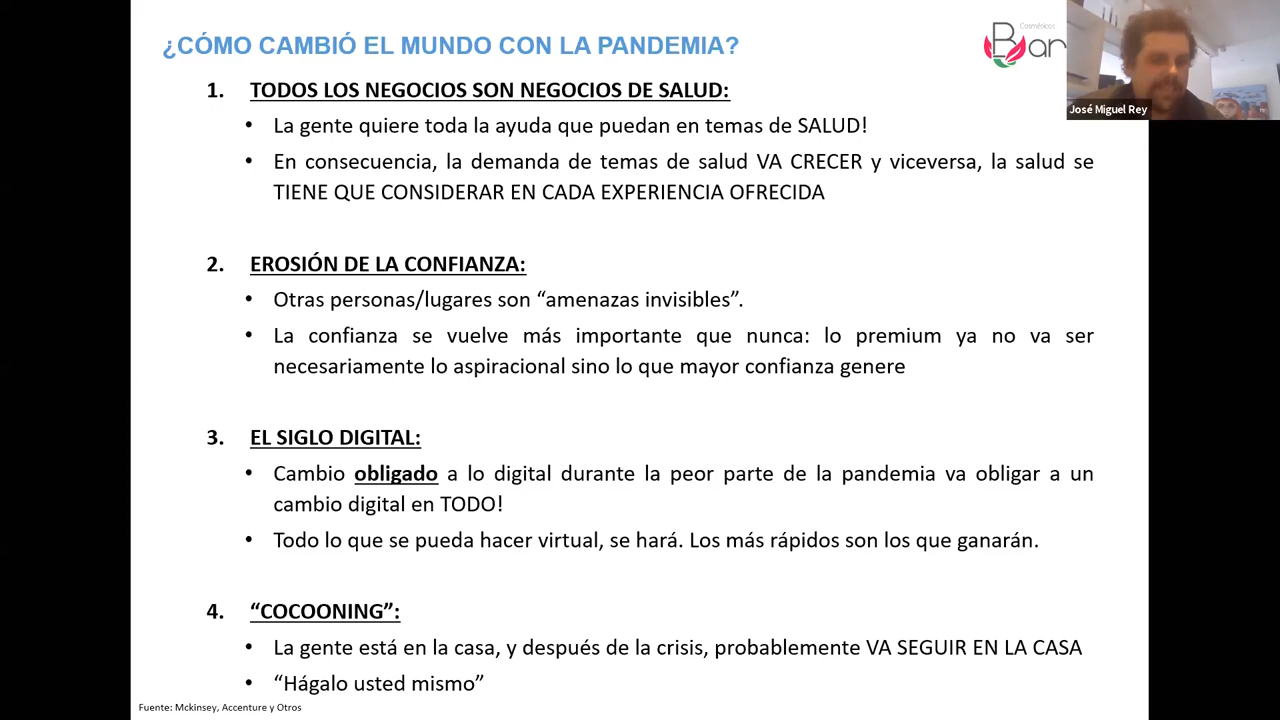 ¿CÓMO CAMBIÓ EL MUNDO CON LA PANDEMIA?
Cosméticos
Bar
José Miguel Rey
1. TODOS LOS NEGOCIOS SON NEGOCIOS DE SALUD:
• La gente quiere toda la ayuda que puedan en temas de SALUD!
• En consecuencia, la demanda de temas de salud VA CRECER y viceversa, la salud se
TIENE QUE CONSIDERAR EN CADA EXPERIENCIA OFRECIDA
2. EROSIÓN DE LA CONFIANZA:
• Otras personas/lugares son “amenazas invisibles”.
• La confianza se vuelve más importante que nunca: lo premium ya no va ser
necesariamente lo aspiracional sino lo que mayor confianza genere
3. EL SIGLO DIGITAL:
• Cambio obligado a lo digital durante la peor parte de la pandemia va obligar a un
cambio digital en TODO!
• Todo lo que se pueda hacer virtual, se hará. Los más rápidos son los que ganarán.
4. “COCOONING”:
• La gente está en la casa, y después de la crisis, probablemente VA SEGUIR EN LA CASA
• “Hágalo usted mismo”
Fuente: Mckinsey, Accenture y Otros